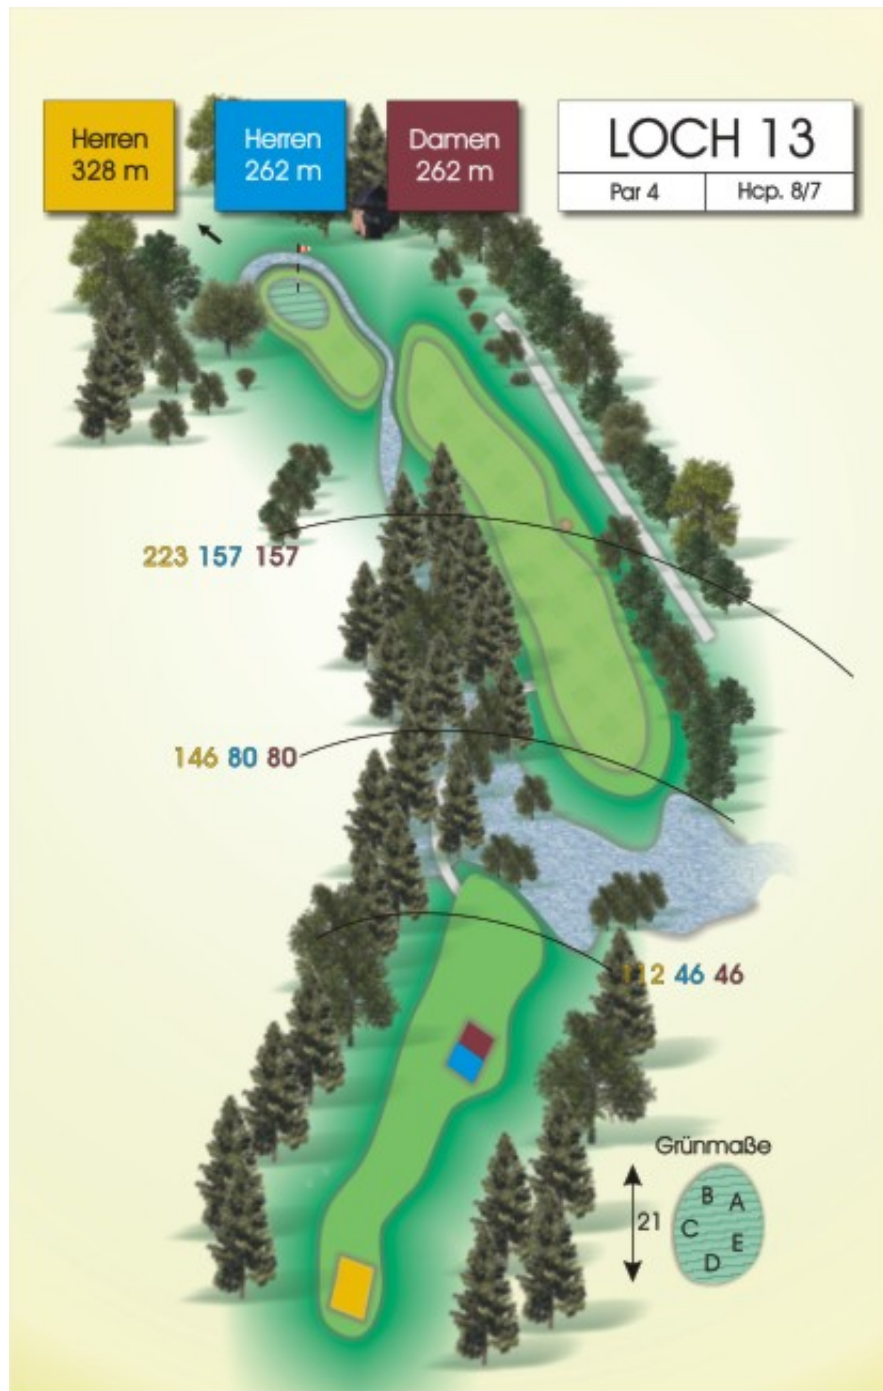 Herren
328 m
Herren
262 m
Damen
262 m
LOCH 13
Par 4
Hcp. 8/7
223 157 157
146 80 80
112 46 46
Grünmaße
21
B A
C
E
D